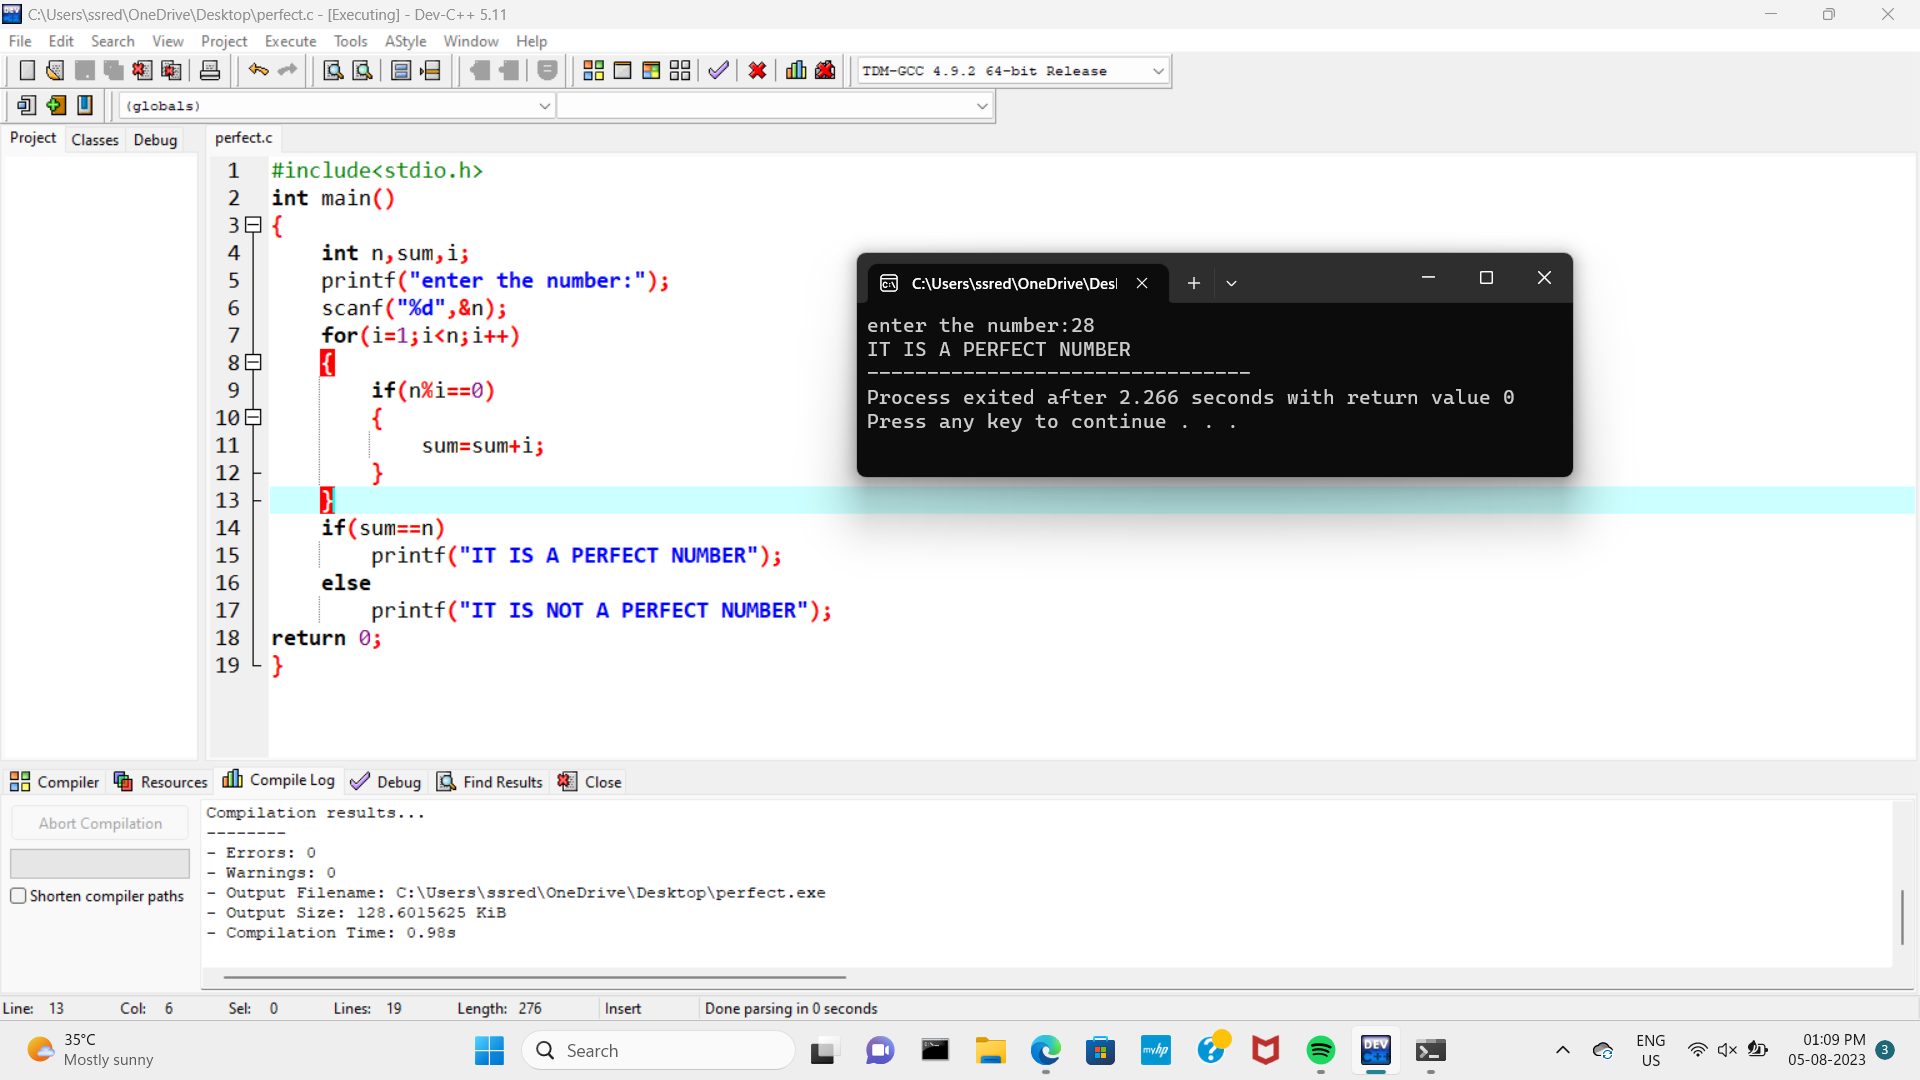 C:\Users\ssred\OneDrive\Desktop\perfect.c - [Executing] - Dev-C++ 5.11
File Edit Search View Project Execute Tools AStyle Window Help
TDM-GCC 4.9.2 64-bit Release
(globals)
Project Classes Debug perfect.c
1 #include<stdio.h>
2 int main()
3 {
4 int n,sum,i;
5 printf("enter the number:");
6 scanf("%d",&n);
7 for(i=1;i<n;i++)
8 {
9 if(n%i==0)
10 {
11 sum=sum+i;
12 }
13 }
14 if(sum==n)
15 printf("IT IS A PERFECT NUMBER");
16 else
17 printf("IT IS NOT A PERFECT NUMBER");
18 return 0;
19 }
C:\Users\ssred\OneDrive\Des
enter the number:28
IT IS A PERFECT NUMBER
--------------------------------
Process exited after 2.266 seconds with return value 0
Press any key to continue . . .
Compiler Resources Compile Log Debug Find Results Close
Abort Compilation
Shorten compiler paths
Compilation results...
--------
- Errors: 0
- Warnings: 0
- Output Filename: C:\Users\ssred\OneDrive\Desktop\perfect.exe
- Output Size: 128.6015625 KiB
- Compilation Time: 0.98s
Line: 13 Col: 6 Sel: 0 Lines: 19 Length: 276 Insert Done parsing in 0 seconds
35°C
Mostly sunny
Search
myhp
DEV
C++
ENG
US
01:09 PM
05-08-2023
3